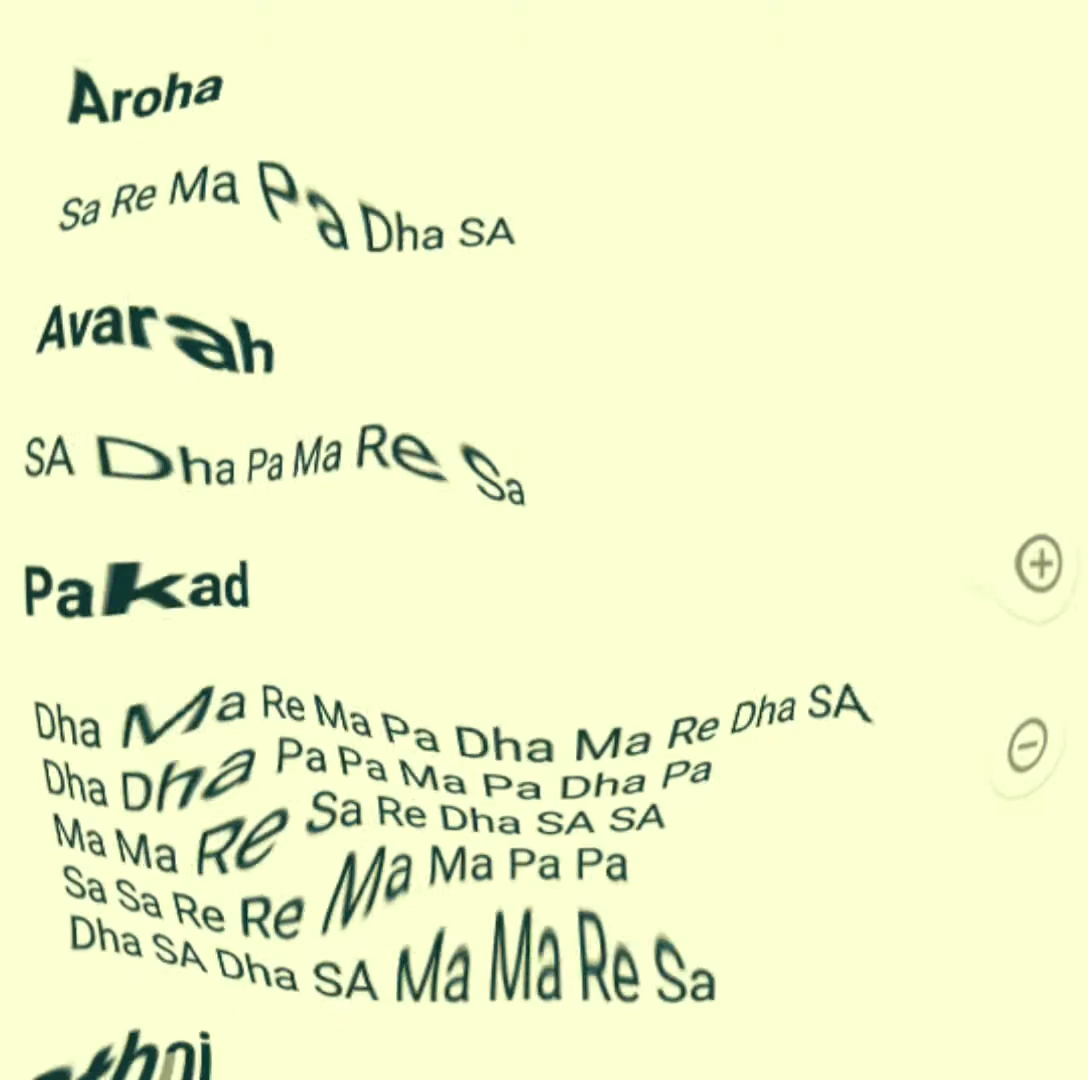 Aroha
Sa Re Ma Pa Dha SA
Avarah
SA Dha Pa Ma Re Sa
Pakad
Dha Ma Re Ma Pa Dha Ma Re Dha SA
Dha Dha Pa Pa Ma Pa Dha Pa
Ma Ma Re Sa Re Dha SA SA
Sa Sa Re Re Ma Ma Pa Pa
Dha SA Dha SA Ma Ma Re Sa